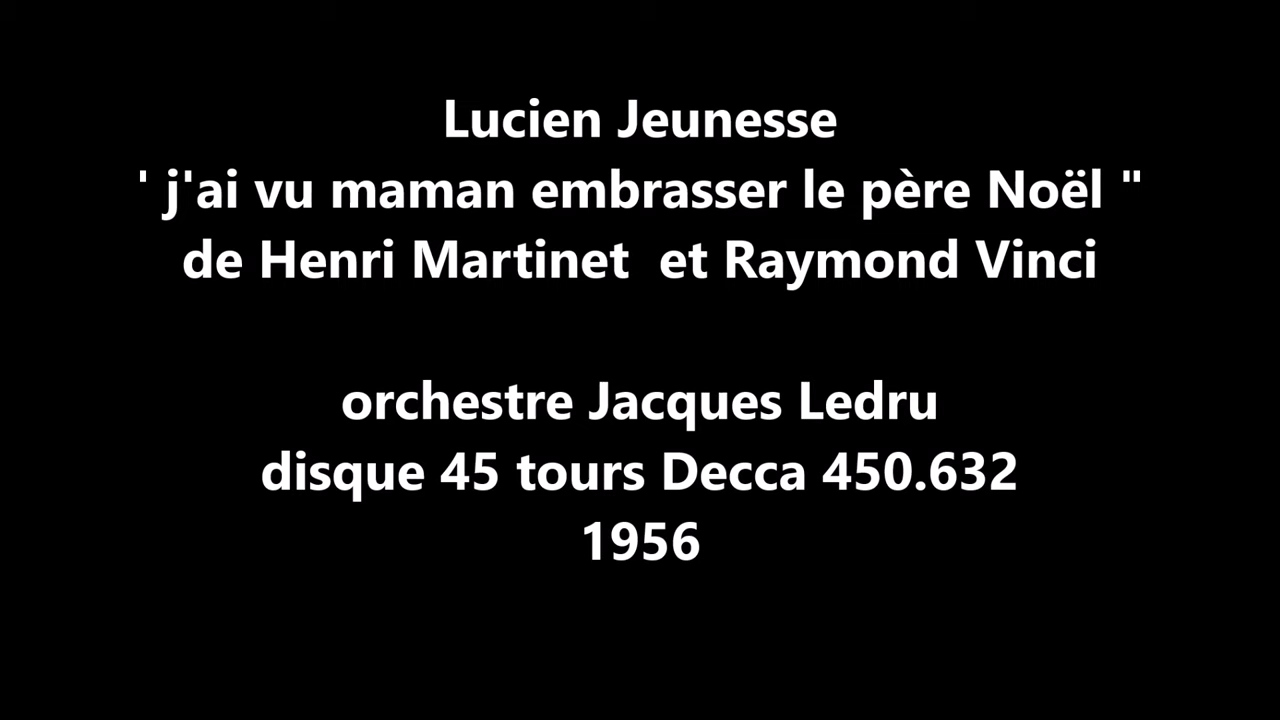 Lucien Jeunesse
' j'ai vu maman embrasser le père Noël "
de Henri Martinet  et Raymond Vinci
orchestre Jacques Ledru
disque 45 tours Decca 450.632
1956